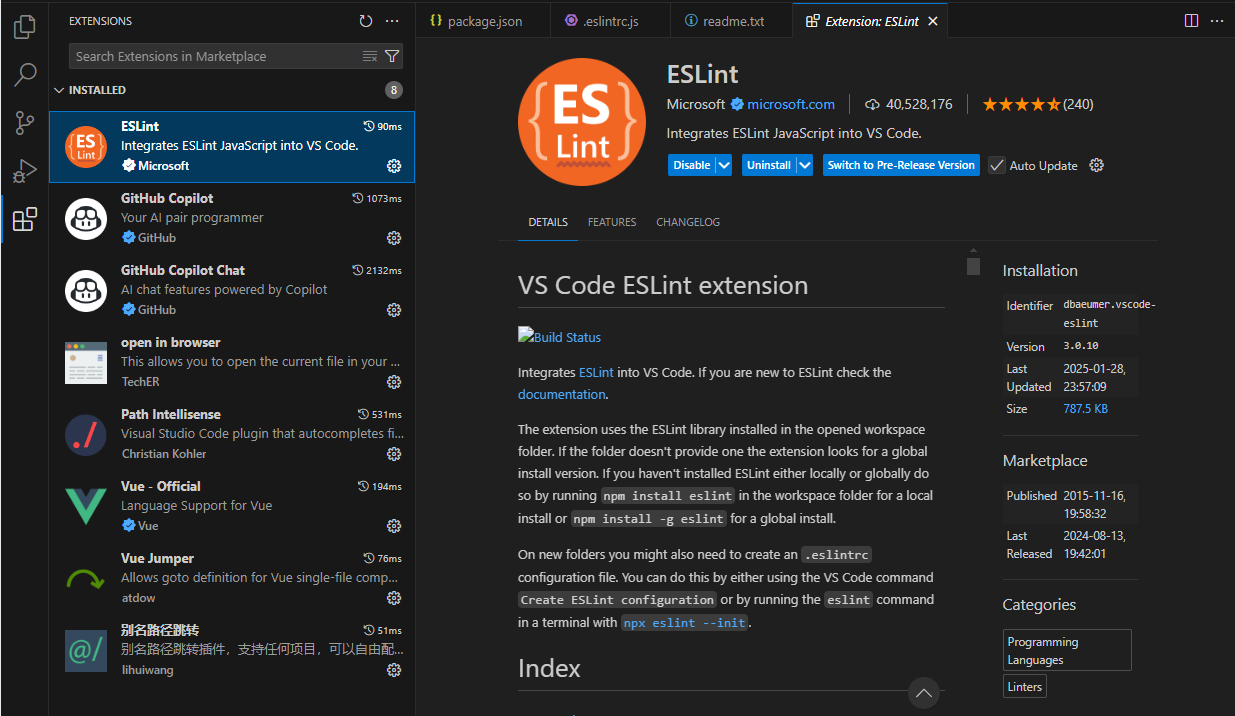 EXTENSIONS
Search Extensions in Marketplace
INSTALLED
8
ES
Lint
ESLint
90ms
Integrates ESLint JavaScript into VS Code.
Microsoft
GitHub Copilot
1073ms
Your AI pair programmer
GitHub
GitHub Copilot Chat
2132ms
AI chat features powered by Copilot
GitHub
open in browser
This allows you to open the current file in your ...
TechER
Path Intellisense
531ms
Visual Studio Code plugin that autocompletes fi...
Christian Kohler
Vue - Official
194ms
Language Support for Vue
Vue
Vue Jumper
76ms
Allows goto definition for Vue single-file comp...
atdow
@/
别名路径跳转
51ms
别名路径跳转插件，支持任何项目，可以自由配...
lihuiwang
package.json
.eslintrc.js
readme.txt
Extension: ESLint
{ES
Lint}
ESLint
Microsoft microsoft.com 40,528,176 (240)
Integrates ESLint JavaScript into VS Code.
Disable Uninstall Switch to Pre-Release Version Auto Update
DETAILS FEATURES CHANGELOG
VS Code ESLint extension
Build Status
Integrates ESLint into VS Code. If you are new to ESLint check the
documentation.
The extension uses the ESLint library installed in the opened workspace
folder. If the folder doesn't provide one the extension looks for a global
install version. If you haven't installed ESLint either locally or globally do
so by running npm install eslint in the workspace folder for a local
install or npm install -g eslint for a global install.
On new folders you might also need to create an .eslintrc
configuration file. You can do this by either using the VS Code command
Create ESLint configuration or by running the eslint command
in a terminal with npx eslint --init.
Index
Installation
Identifier dbaeumer.vscode-
eslint
Version 3.0.10
Last 2025-01-28,
Updated 23:57:09
Size 787.5 KB
Marketplace
Published 2015-11-16,
19:58:32
Last 2024-08-13,
Released 19:42:01
Categories
Programming
Languages
Linters